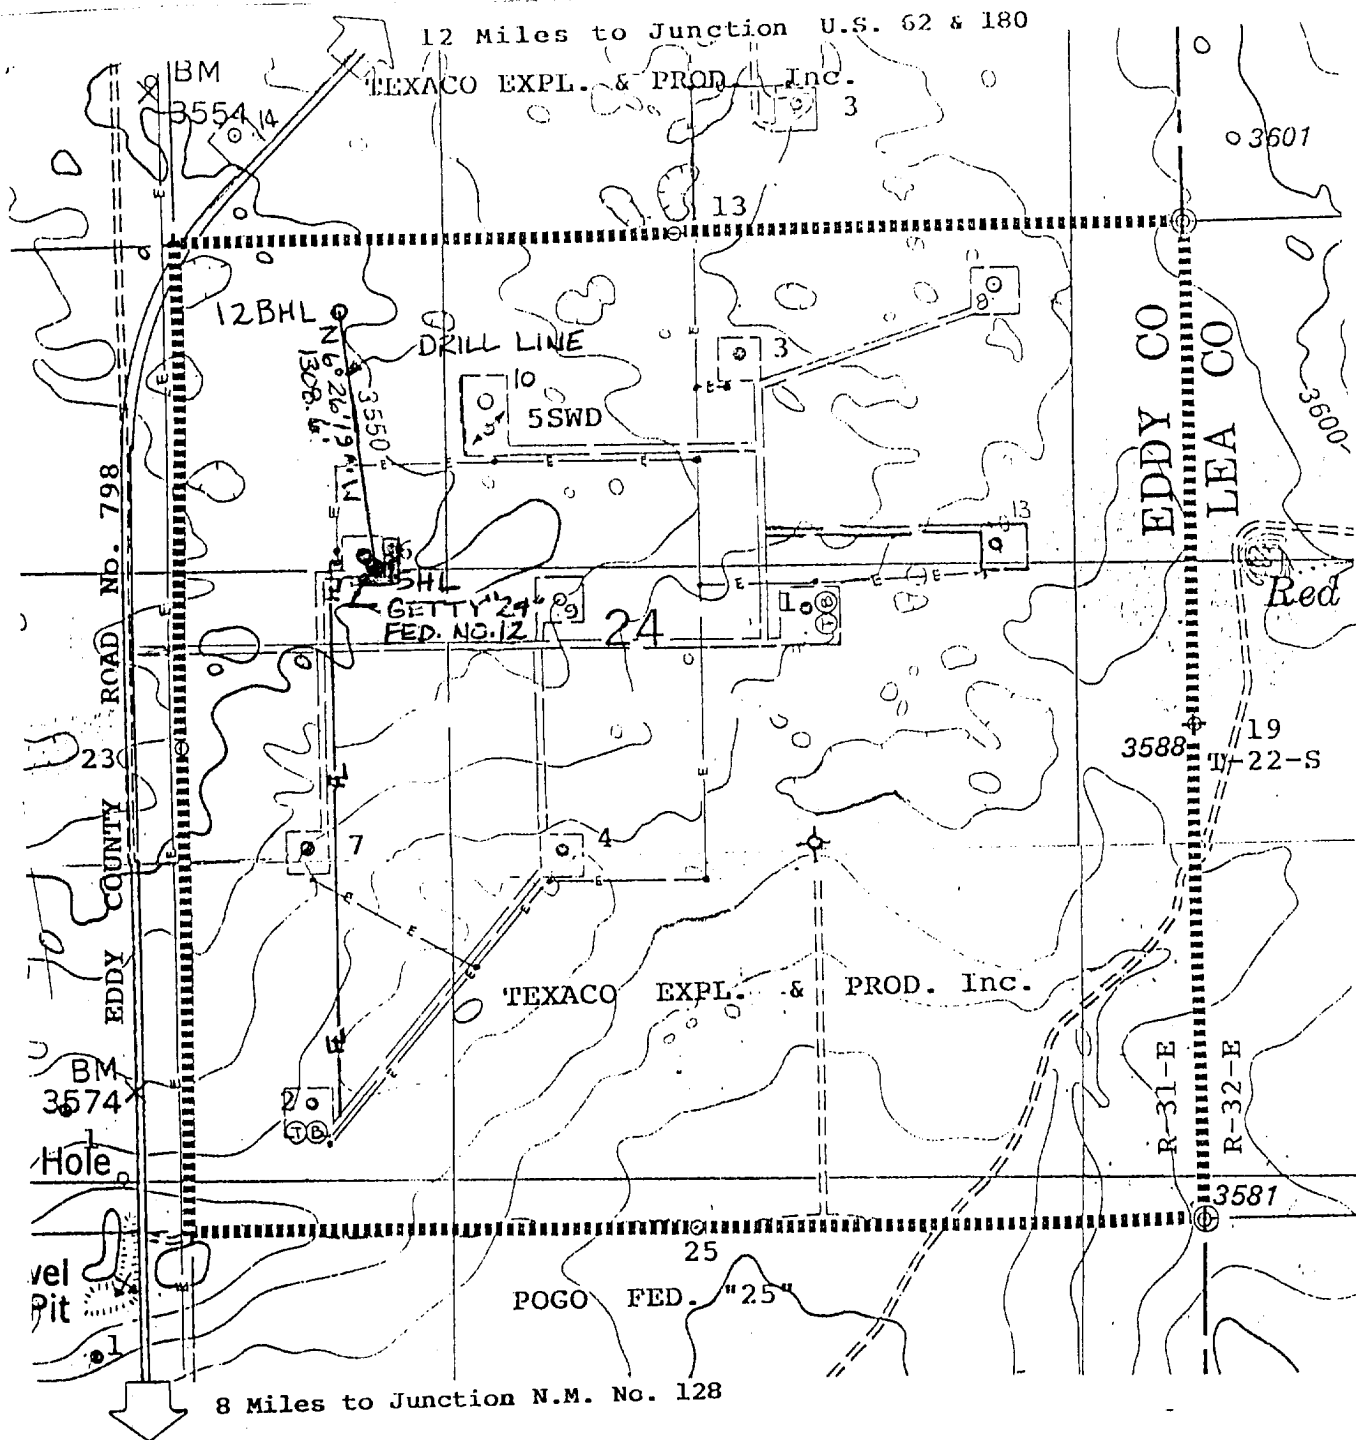 12 Miles to Junction U.S. 62 & 180
TEXACO EXPL. & PROD. Inc.
BM
3554
14
3
3601
13
12BHL
DRILL LINE
N 6° 26' 19" W
1308.6'
3550
8
3
10
5SWD
EDDY CO
LEA CO
3600
13
6
SHL
GETTY "24"
FED. NO. 12
9
24
1
B
T
Red
EDDY COUNTY ROAD No. 798
23
3588
19
T-22-S
7
4
TEXACO EXPL. & PROD. Inc.
BM
3574
1
Hole
2
T B
R-31-E
R-32-E
3581
25
vel
Pit
POGO FED. "25"
1
8 Miles to Junction N.M. No. 128